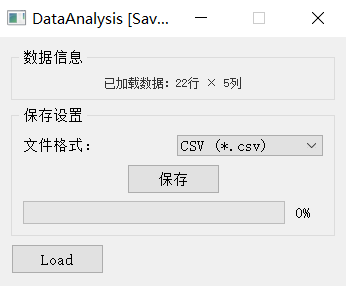 DataAnalysis [Sav...
数据信息
已加载数据: 22行 × 5列
保存设置
文件格式:
CSV (*.csv)
保存
0%
Load